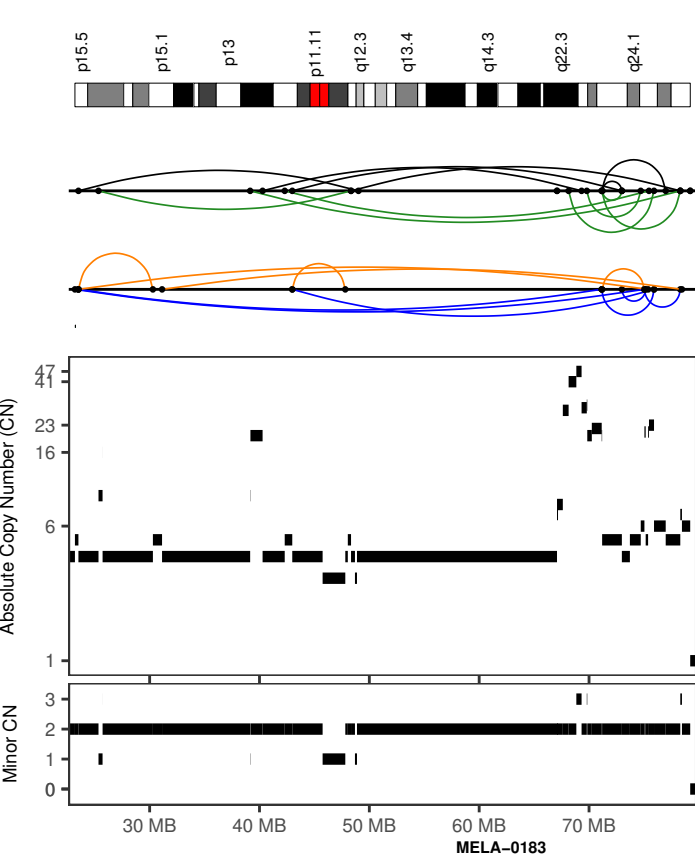 p15.5 p15.1 p13 p11.11 q12.3 q13.4 q14.3 q22.3 q24.1
Absolute Copy Number (CN)
47
41
23
16
6
1
Minor CN
3
2
1
0
30 MB 40 MB 50 MB 60 MB 70 MB
MELA−0183